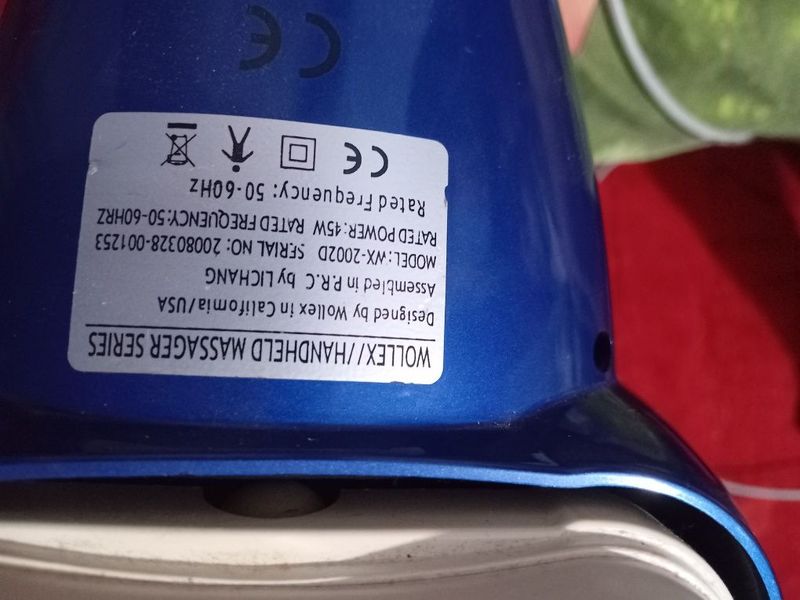 WOLLEX//HANDHELD MASSAGER SERIES
Designed by Wollex in California/USA
Assembled in P.R.C by LICHANG
MODEL:WX-2002D SERIAL NO: 20080328-001253
RATED POWER:45W RATED FREQUENCY:50-60HRZ
Rated Frequency: 50-60Hz
CE
CE